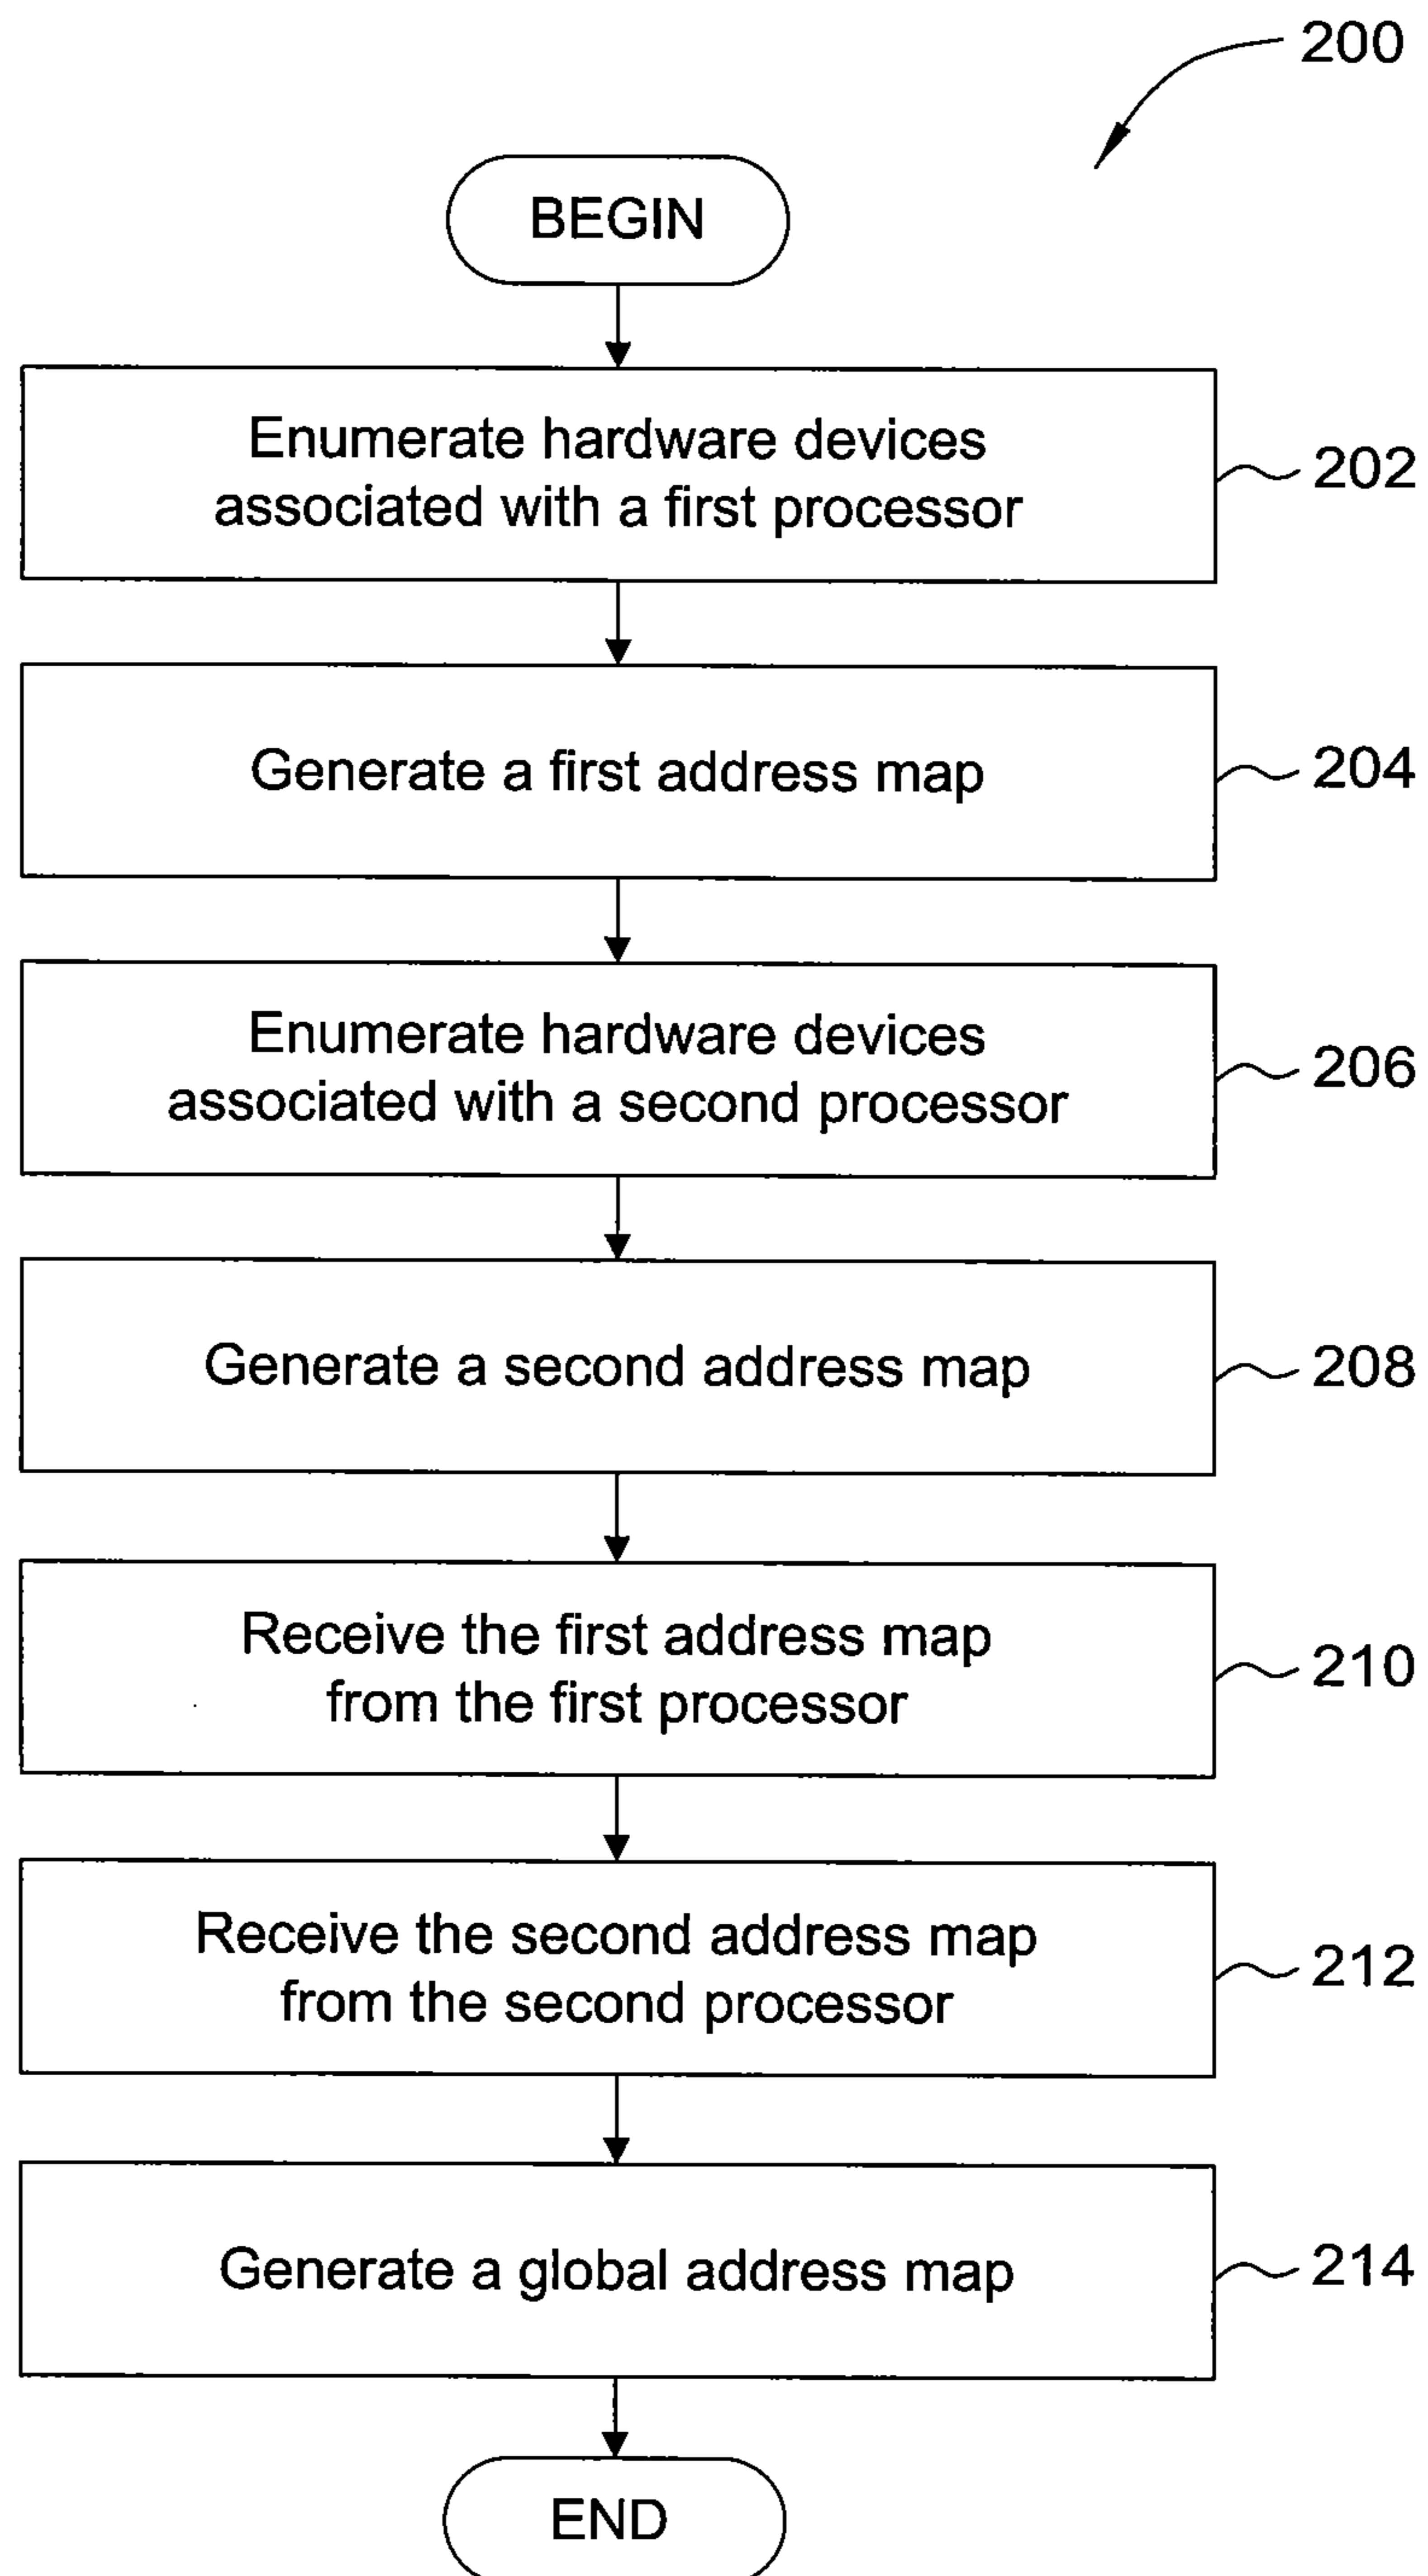 200
BEGIN
Enumerate hardware devices
associated with a first processor
202
Generate a first address map
204
Enumerate hardware devices
associated with a second processor
206
Generate a second address map
208
Receive the first address map
from the first processor
210
Receive the second address map
from the second processor
212
Generate a global address map
214
END